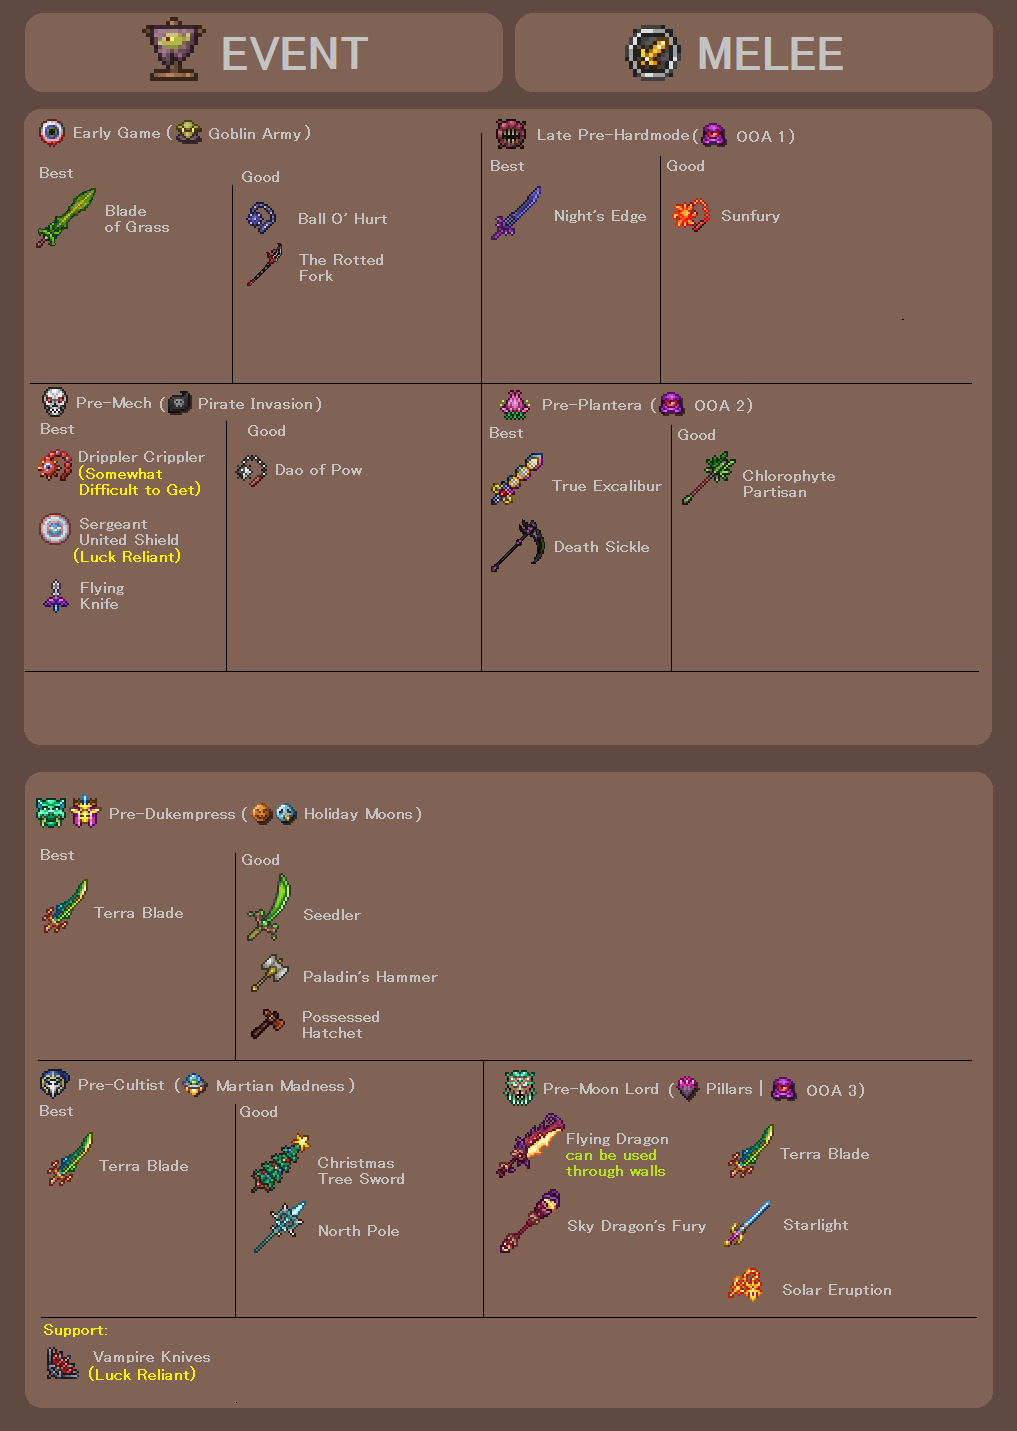 EVENT
MELEE
Early Game ( Goblin Army )
Best
Blade
of Grass
Good
Ball O' Hurt
The Rotted
Fork
Late Pre-Hardmode ( OOA 1 )
Best
Night's Edge
Good
Sunfury
Pre-Mech ( Pirate Invasion )
Best
Drippler Crippler
(Somewhat
Difficult to Get)
Sergeant
United Shield
(Luck Reliant)
Flying
Knife
Good
Dao of Pow
Pre-Plantera ( OOA 2)
Best
True Excalibur
Death Sickle
Good
Chlorophyte
Partisan
Pre-Dukempress ( Holiday Moons )
Best
Terra Blade
Good
Seedler
Paladin's Hammer
Possessed
Hatchet
Pre-Cultist ( Martian Madness )
Best
Terra Blade
Good
Christmas
Tree Sword
North Pole
Pre-Moon Lord ( Pillars | OOA 3)
Flying Dragon
can be used
through walls
Sky Dragon's Fury
Terra Blade
Starlight
Solar Eruption
Support:
Vampire Knives
(Luck Reliant)